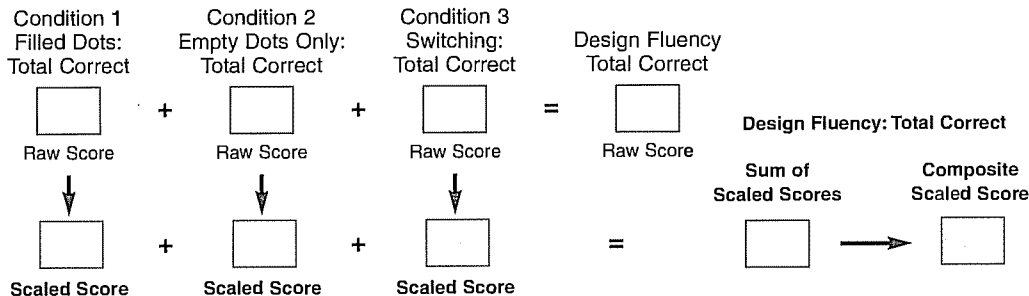 Condition 1
Filled Dots:
Total Correct
Condition 2
Empty Dots Only:
Total Correct
Condition 3
Switching:
Total Correct
Design Fluency
Total Correct
+
+
=
Raw Score
Raw Score
Raw Score
Raw Score
Design Fluency: Total Correct
Sum of
Scaled Scores
Composite
Scaled Score
+
+
=
Scaled Score
Scaled Score
Scaled Score